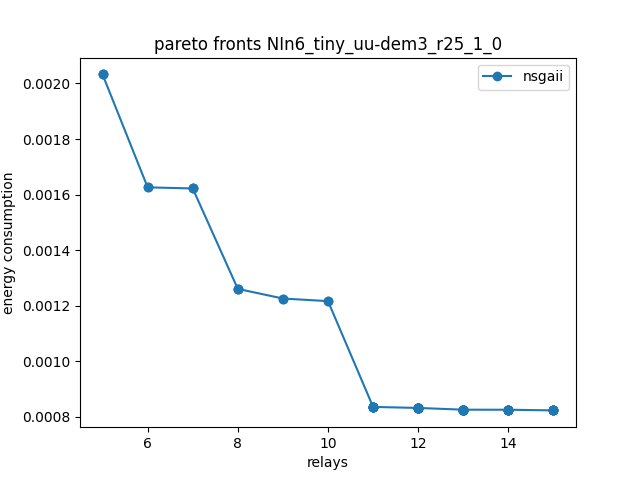 pareto fronts NIn6_tiny_uu-dem3_r25_1_0
nsgaii
0.0020
0.0018
0.0016
0.0014
0.0012
0.0010
0.0008
energy consumption
6 8 10 12 14
relays